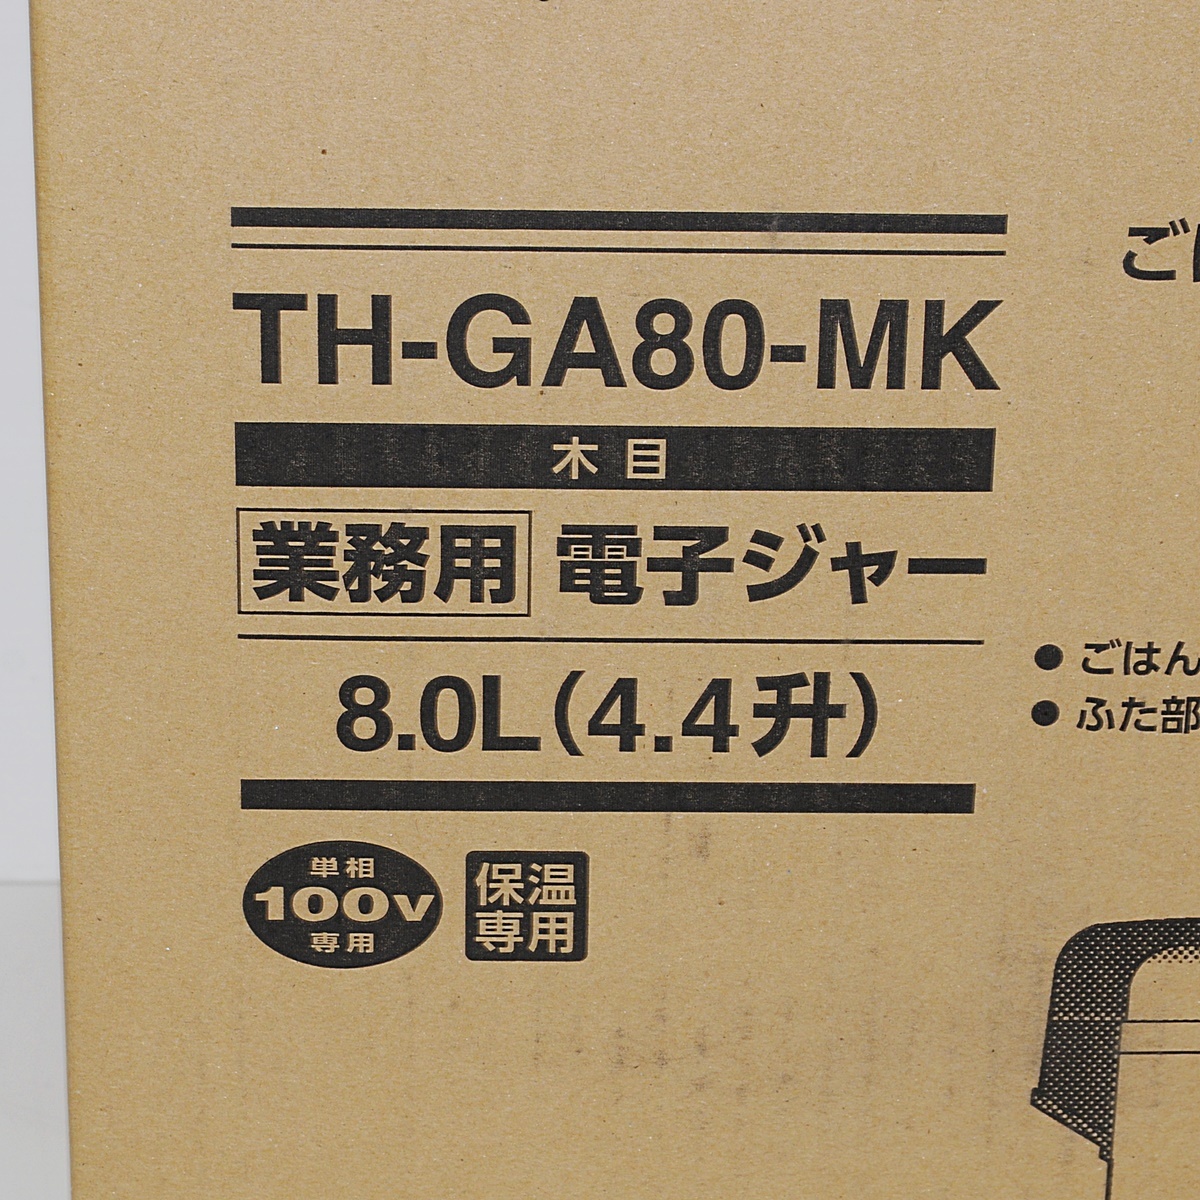 TH-GA80-MK
木目
業務用 電子ジャー
8.0L(4.4升)
単相
100V
専用
保温
専用
ご
●ごはん
●ふた部